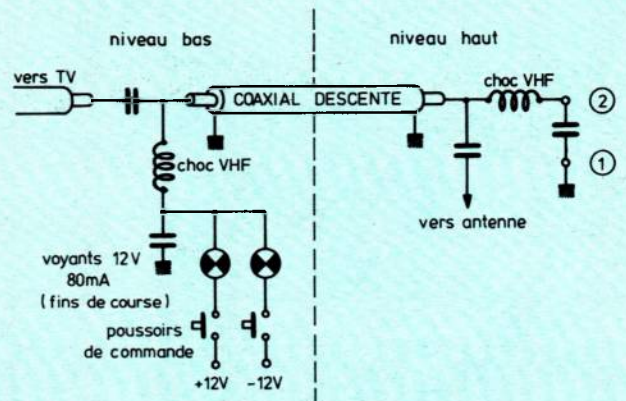 niveau bas
niveau haut
vers TV
COAXIAL DESCENTE
choc VHF
②
①
choc VHF
vers antenne
voyants 12V
80mA
(fins de course)
poussoirs
de commande
+12V
-12V